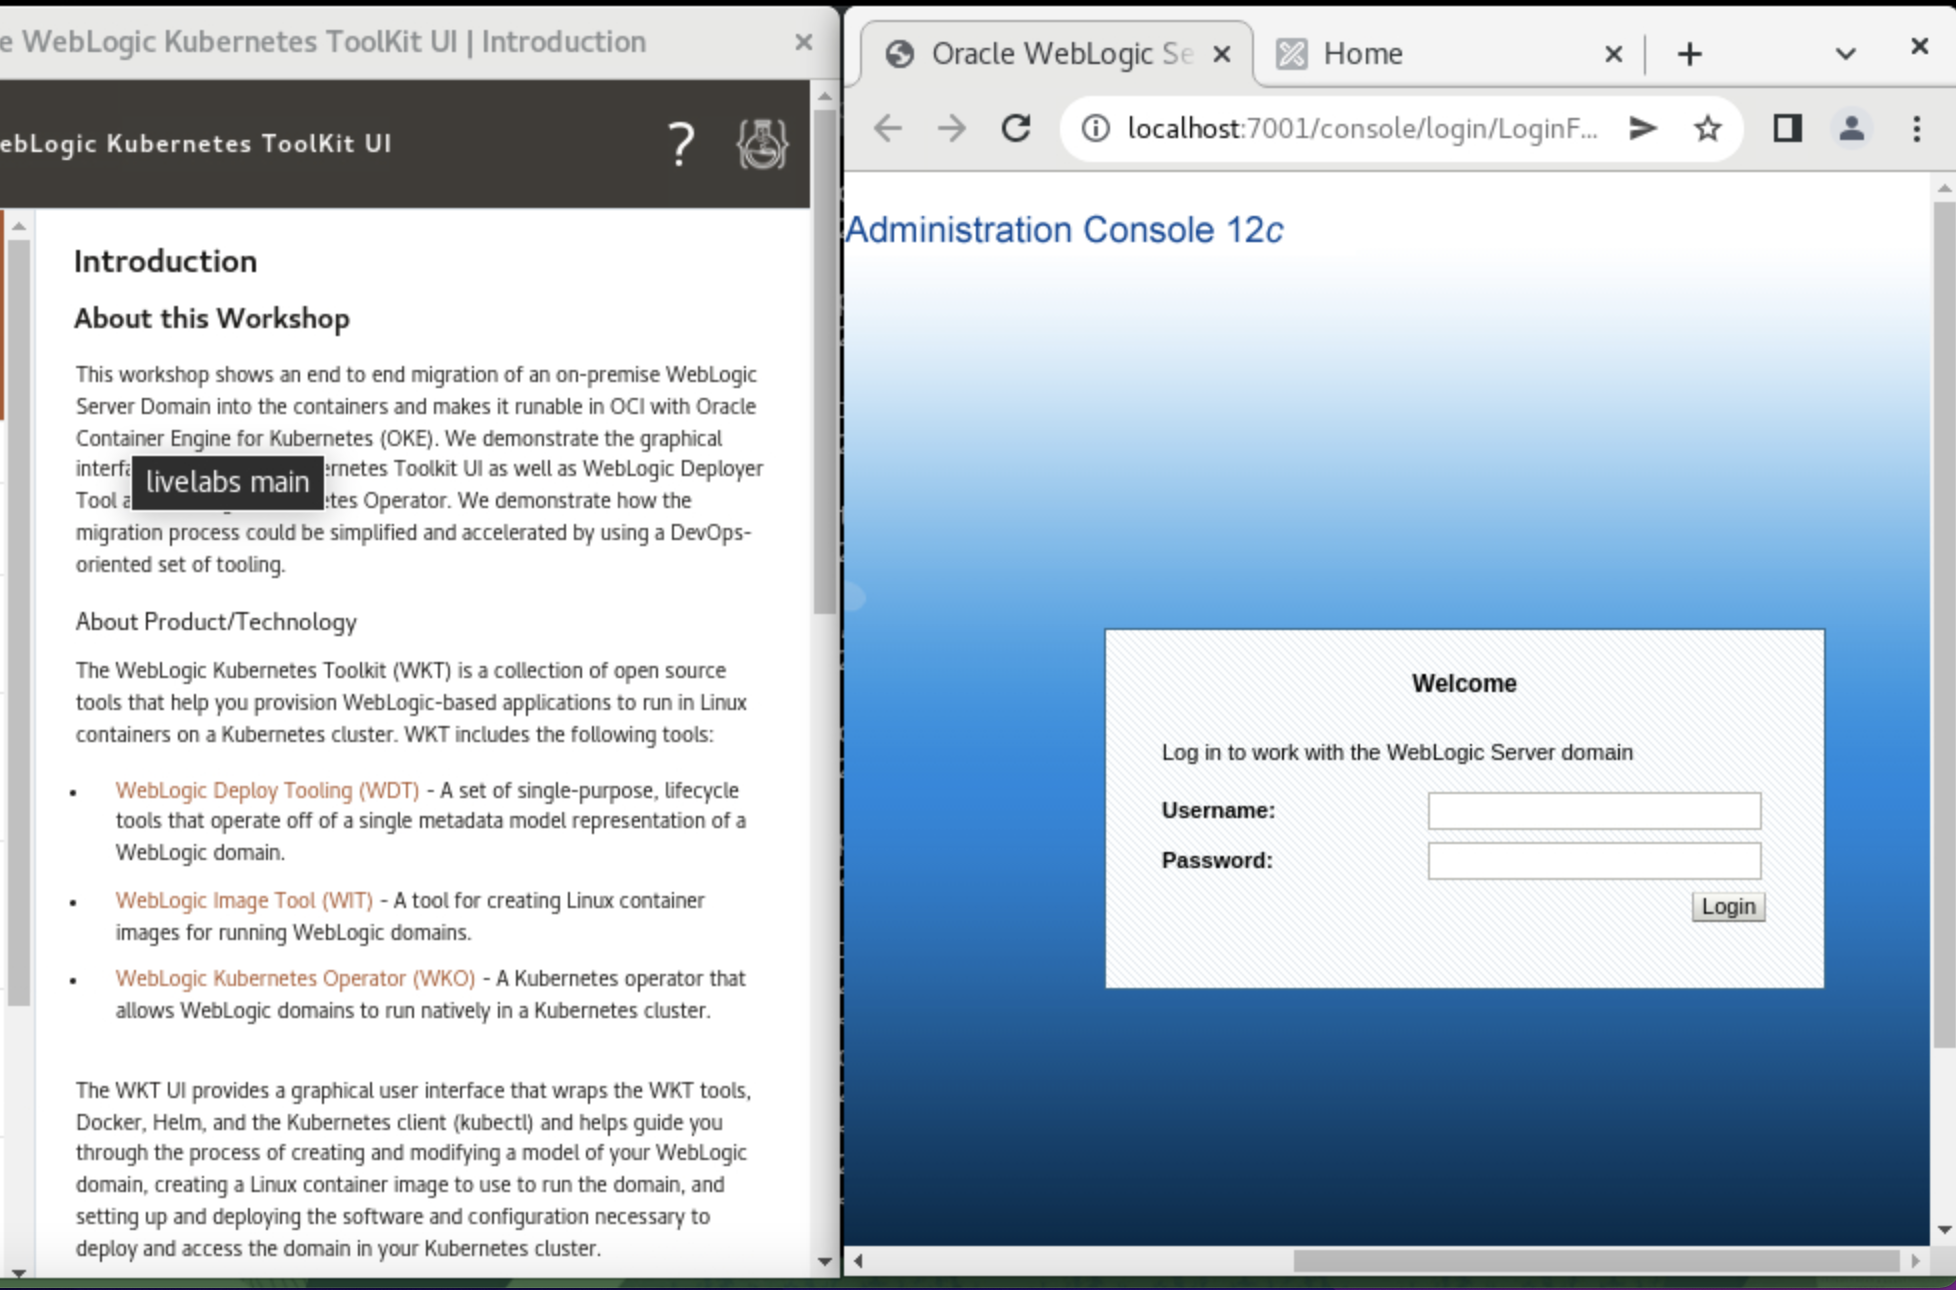 e WebLogic Kubernetes ToolKit UI | Introduction
ebLogic Kubernetes ToolKit UI
?
Introduction
About this Workshop
This workshop shows an end to end migration of an on-premise WebLogic
Server Domain into the containers and makes it runable in OCI with Oracle
Container Engine for Kubernetes (OKE). We demonstrate the graphical
interfa ernetes Toolkit UI as well as WebLogic Deployer
livelabs main
Tool a etes Operator. We demonstrate how the
migration process could be simplified and accelerated by using a DevOps-
oriented set of tooling.
About Product/Technology
The WebLogic Kubernetes Toolkit (WKT) is a collection of open source
tools that help you provision WebLogic-based applications to run in Linux
containers on a Kubernetes cluster. WKT includes the following tools:
• WebLogic Deploy Tooling (WDT) - A set of single-purpose, lifecycle
tools that operate off of a single metadata model representation of a
WebLogic domain.
• WebLogic Image Tool (WIT) - A tool for creating Linux container
images for running WebLogic domains.
• WebLogic Kubernetes Operator (WKO) - A Kubernetes operator that
allows WebLogic domains to run natively in a Kubernetes cluster.
The WKT UI provides a graphical user interface that wraps the WKT tools,
Docker, Helm, and the Kubernetes client (kubectl) and helps guide you
through the process of creating and modifying a model of your WebLogic
domain, creating a Linux container image to use to run the domain, and
setting up and deploying the software and configuration necessary to
deploy and access the domain in your Kubernetes cluster.
Oracle WebLogic Se
Home
localhost:7001/console/login/LoginF...
Administration Console 12c
Welcome
Log in to work with the WebLogic Server domain
Username:
Password:
Login